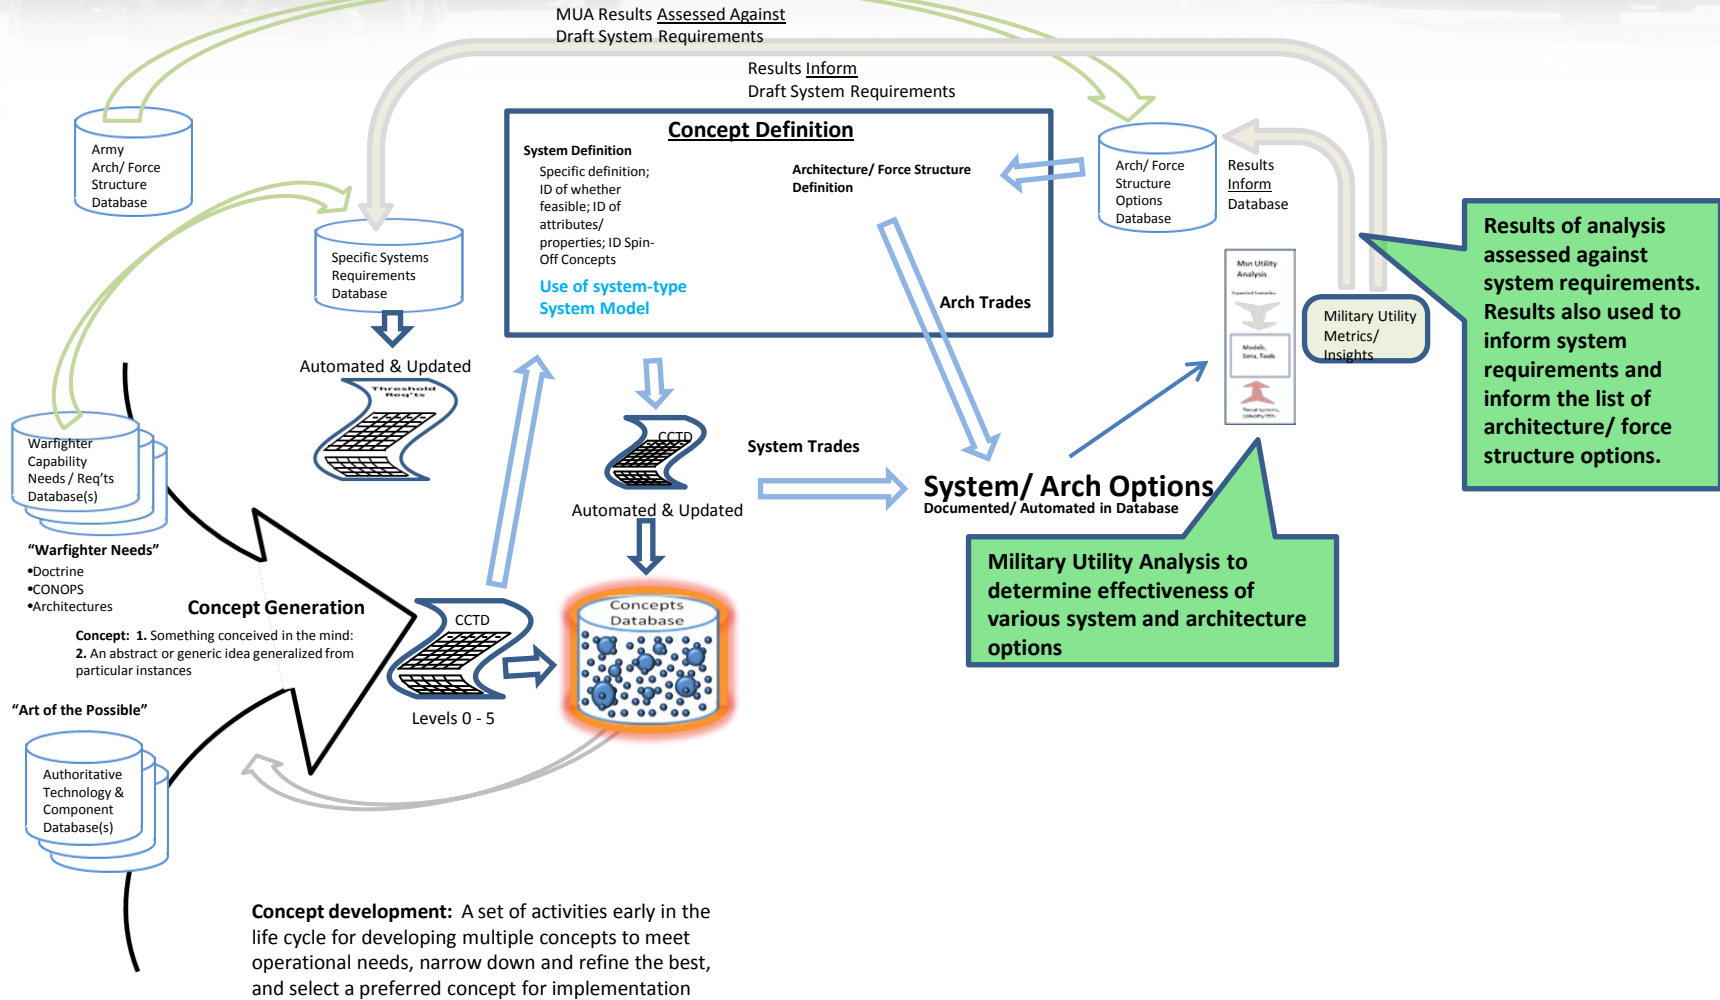 MUA Results Assessed Against
Draft System Requirements
Results Inform
Draft System Requirements
Army
Arch/ Force
Structure
Database
Specific Systems
Requirements
Database
Automated & Updated
Threshold
Req'ts
Concept Definition
System Definition
Specific definition;
ID of whether
feasible; ID of
attributes/
properties; ID Spin-
Off Concepts
Use of system-type
System Model
Architecture/ Force Structure
Definition
Arch Trades
Arch/ Force
Structure
Options
Database
Results
Inform
Database
Msn Utility
Analysis
Models,
Sims, Tools
Military Utility
Metrics/
Insights
Results of analysis
assessed against
system requirements.
Results also used to
inform system
requirements and
inform the list of
architecture/ force
structure options.
Warfighter
Capability
Needs / Req'ts
Database(s)
“Warfighter Needs”
•Doctrine
•CONOPS
•Architectures
Concept Generation
Concept: 1. Something conceived in the mind:
2. An abstract or generic idea generalized from
particular instances
“Art of the Possible”
Authoritative
Technology &
Component
Database(s)
CCTD
Levels 0 - 5
CCTD
Automated & Updated
Concepts
Database
System Trades
System/ Arch Options
Documented/ Automated in Database
Military Utility Analysis to
determine effectiveness of
various system and architecture
options
Concept development: A set of activities early in the
life cycle for developing multiple concepts to meet
operational needs, narrow down and refine the best,
and select a preferred concept for implementation